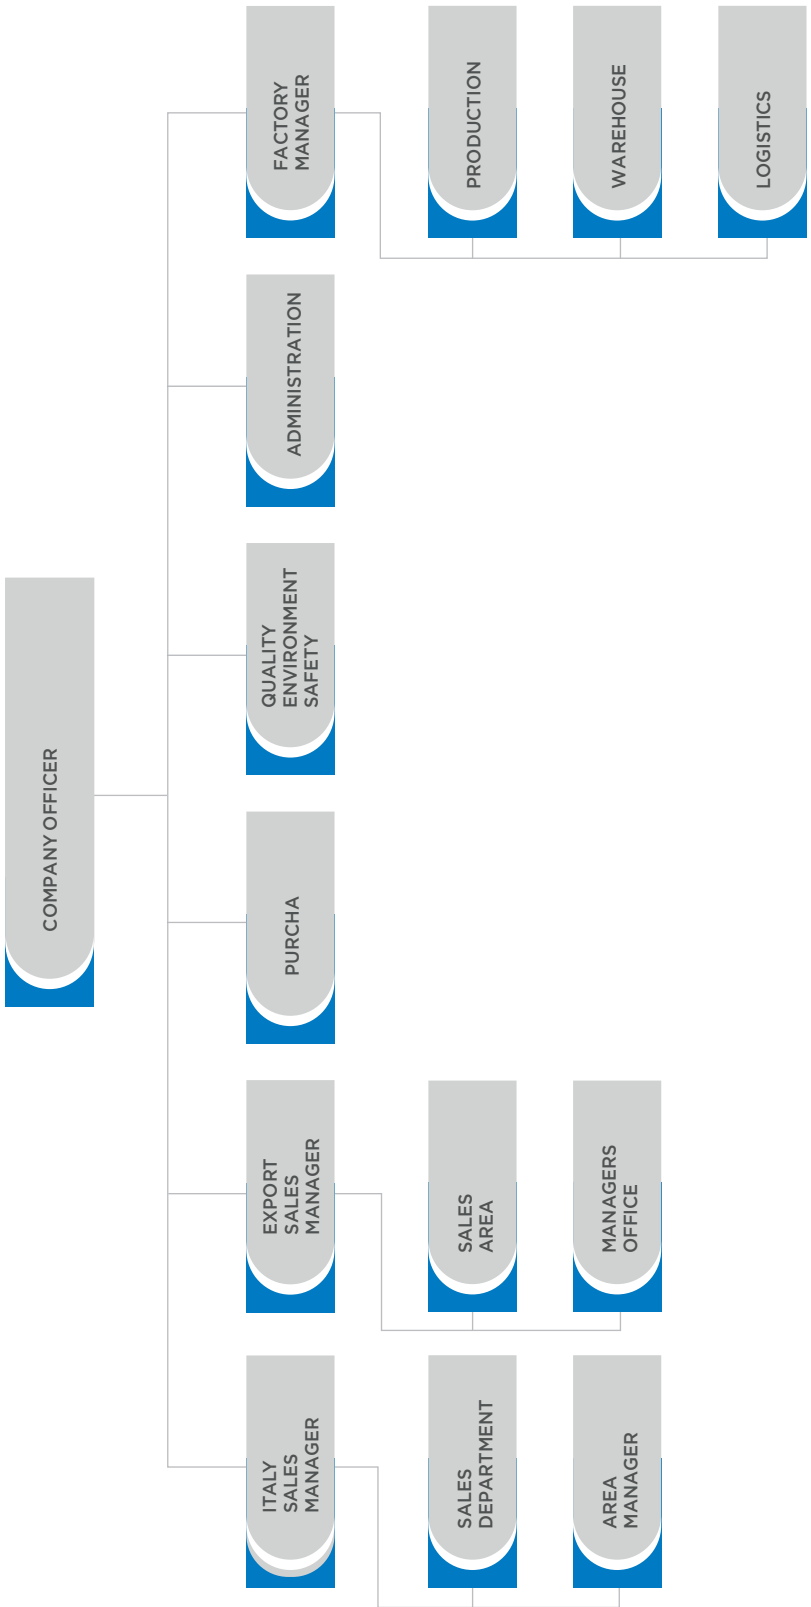 COMPANY OFFICER
ITALY
SALES
MANAGER
EXPORT
SALES
MANAGER
PURCHA
QUALITY
ENVIRONMENT
SAFETY
ADMINISTRATION
FACTORY
MANAGER
SALES
DEPARTMENT
AREA
MANAGER
SALES
AREA
MANAGERS
OFFICE
PRODUCTION
WAREHOUSE
LOGISTICS